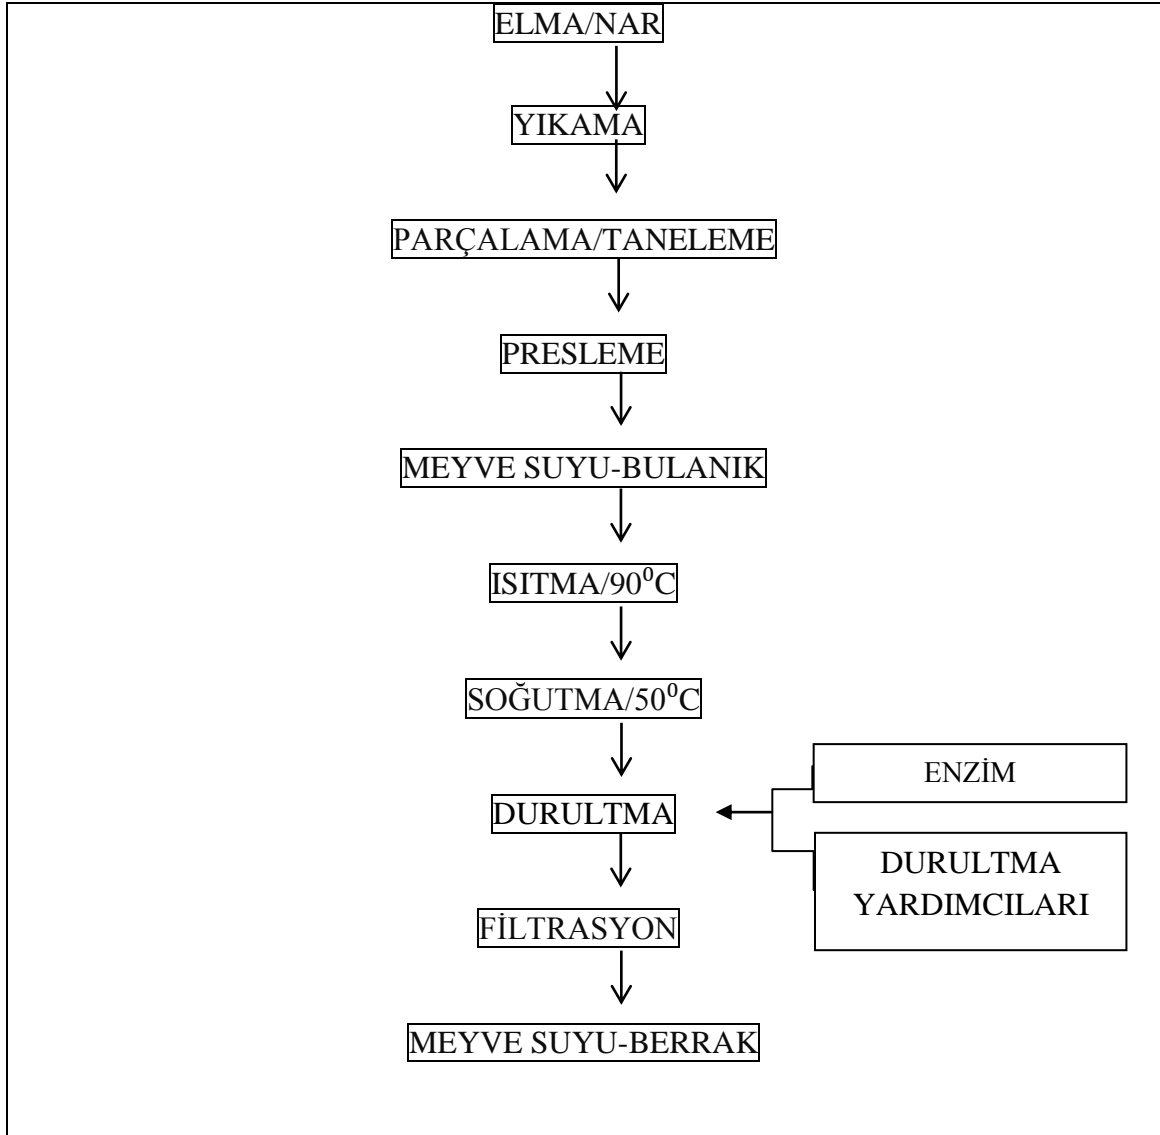 ELMA/NAR
YIKAMA
PARÇALAMA/TANELEME
PRESLEME
MEYVE SUYU-BULANIK
ISITMA/90⁰C
SOĞUTMA/50⁰C
DURULTMA
ENZİM
DURULTMA
YARDIMCILARI
FİLTRASYON
MEYVE SUYU-BERRAK